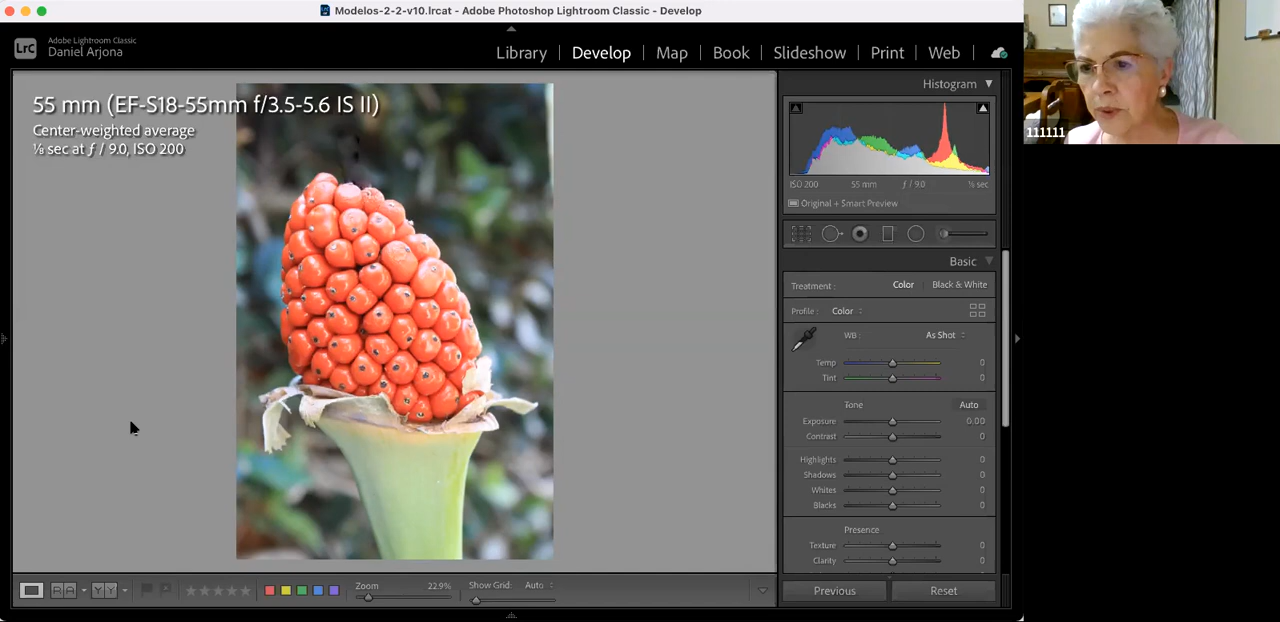 Modelos-2-2-v10.lrcat - Adobe Photoshop Lightroom Classic - Develop
LrC
Adobe Lightroom Classic
Daniel Arjona
Library | Develop | Map | Book | Slideshow | Print | Web
55 mm (EF-S18-55mm f/3.5-5.6 IS II)
Center-weighted average
⅛ sec at ƒ / 9.0, ISO 200
Histogram
ISO 200 55 mm ƒ / 9.0 ⅛ sec
Original + Smart Preview
Basic
Treatment : Color | Black & White
Profile : Color
WB : As Shot
Temp 0
Tint 0
Tone Auto
Exposure 0.00
Contrast 0
Highlights 0
Shadows 0
Whites 0
Blacks 0
Presence
Texture 0
Clarity 0
Previous Reset
Zoom 22.9% Show Grid: Auto
111111